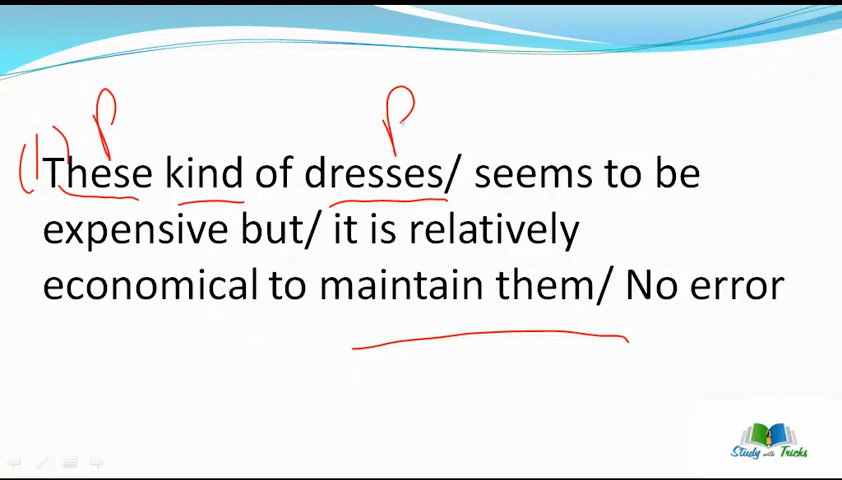 P P
(1)
These kind of dresses/ seems to be
expensive but/ it is relatively
economical to maintain them/ No error
Study with Tricks